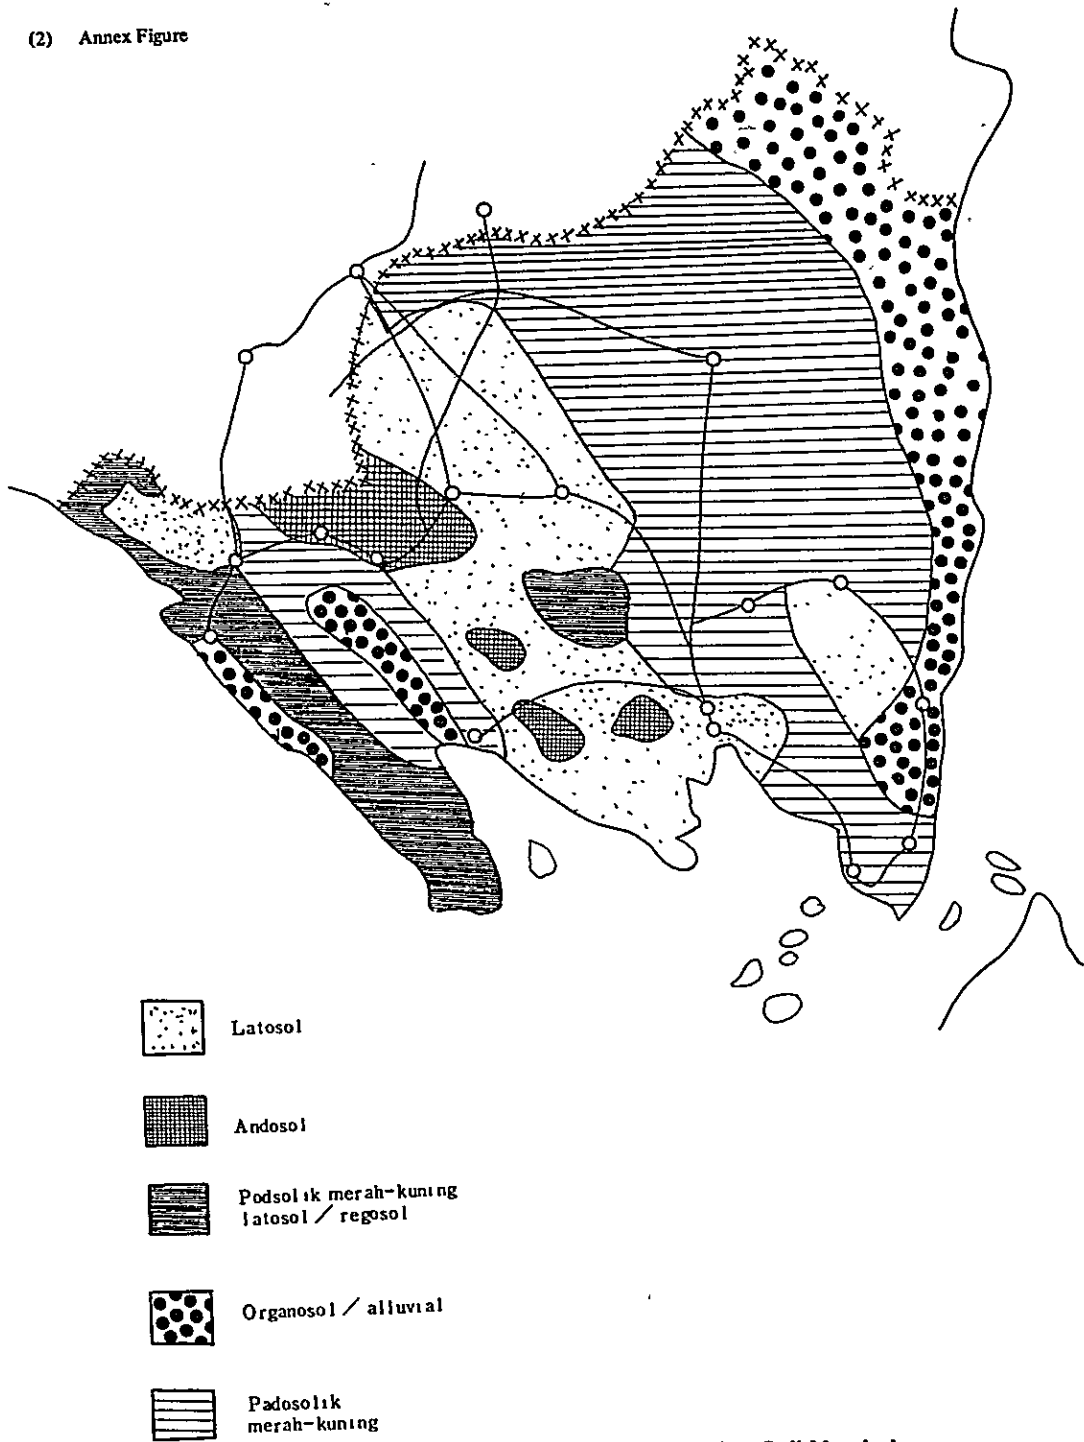 (2) Annex Figure
Latosol
Andosol
Podsolik merah-kuning
latosol / regosol
Organosol / alluvial
Padosolik
merah-kuning